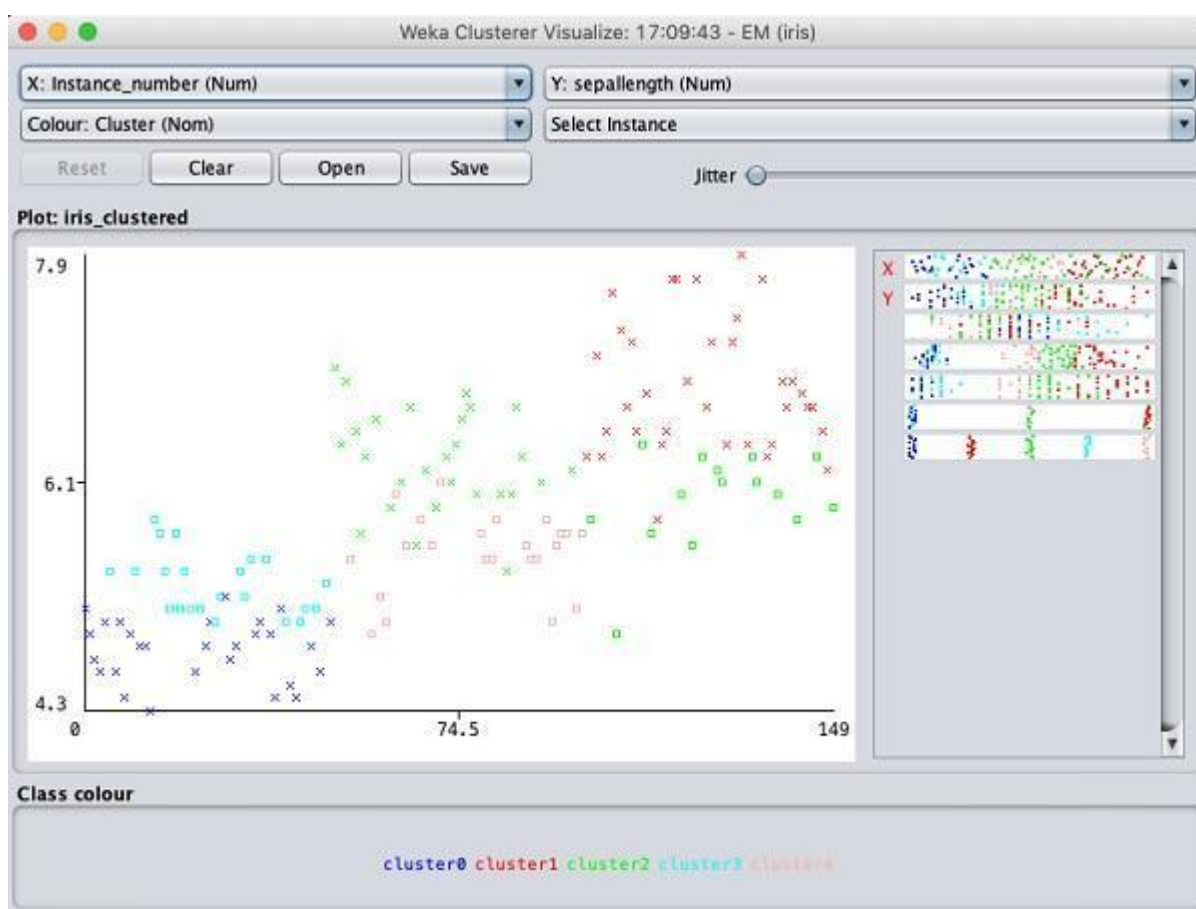 Weka Clusterer Visualize: 17:09:43 - EM (iris)
X: Instance_number (Num) Y: sepallength (Num)
Colour: Cluster (Nom) Select Instance
Reset Clear Open Save Jitter
Plot: iris_clustered
7.9
6.1
4.3
0 74.5 149
X
Y
Class colour
cluster0 cluster1 cluster2 cluster3 cluster4